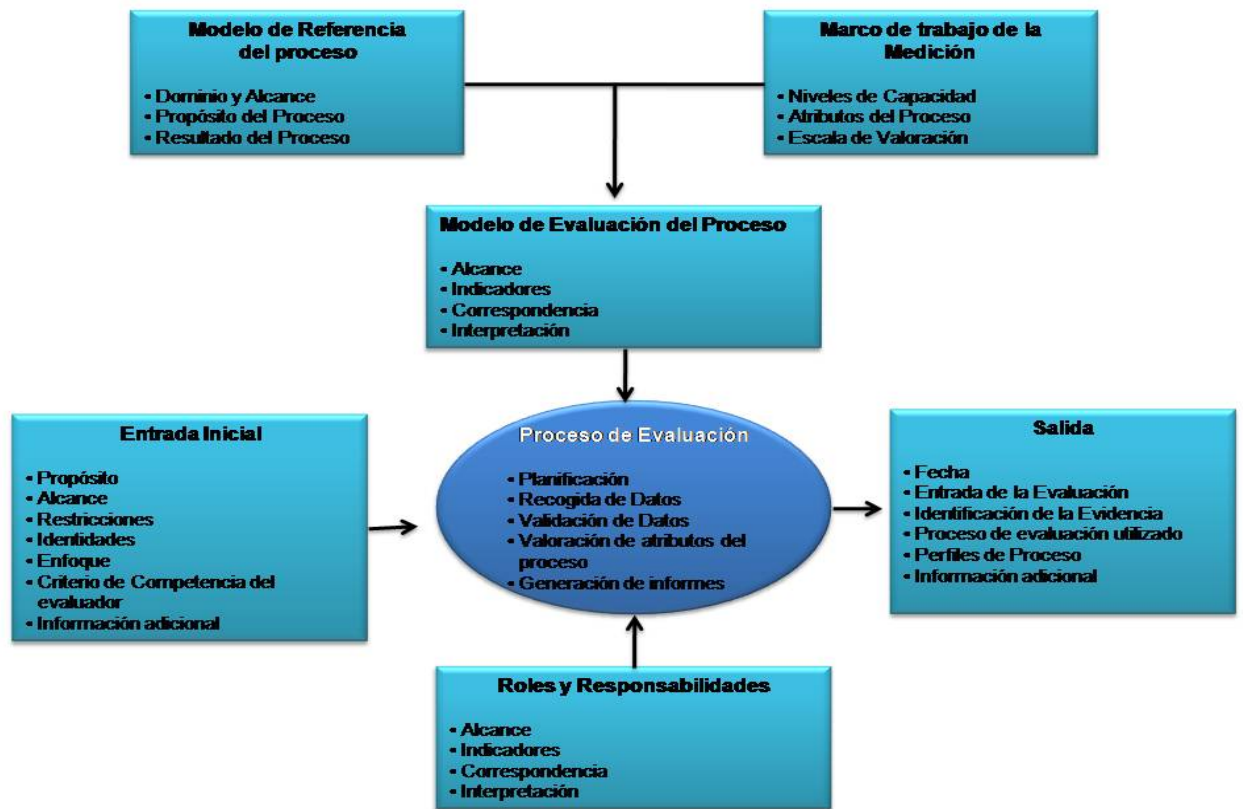 Modelo de Referencia
del proceso
• Dominio y Alcance
• Propósito del Proceso
• Resultado del Proceso
Marco de trabajo de la
Medición
• Niveles de Capacidad
• Atributos del Proceso
• Escala de Valoración
Modelo de Evaluación del Proceso
• Alcance
• Indicadores
• Correspondencia
• Interpretación
Entrada Inicial
• Propósito
• Alcance
• Restricciones
• Identidades
• Enfoque
• Criterio de Competencia del
evaluador
• Información adicional
Proceso de Evaluación
• Planificación
• Recogida de Datos
• Validación de Datos
• Valoración de atributos del
proceso
• Generación de informes
Salida
• Fecha
• Entrada de la Evaluación
• Identificación de la Evidencia
• Proceso de evaluación utilizado
• Perfiles de Proceso
• Información adicional
Roles y Responsabilidades
• Alcance
• Indicadores
• Correspondencia
• Interpretación